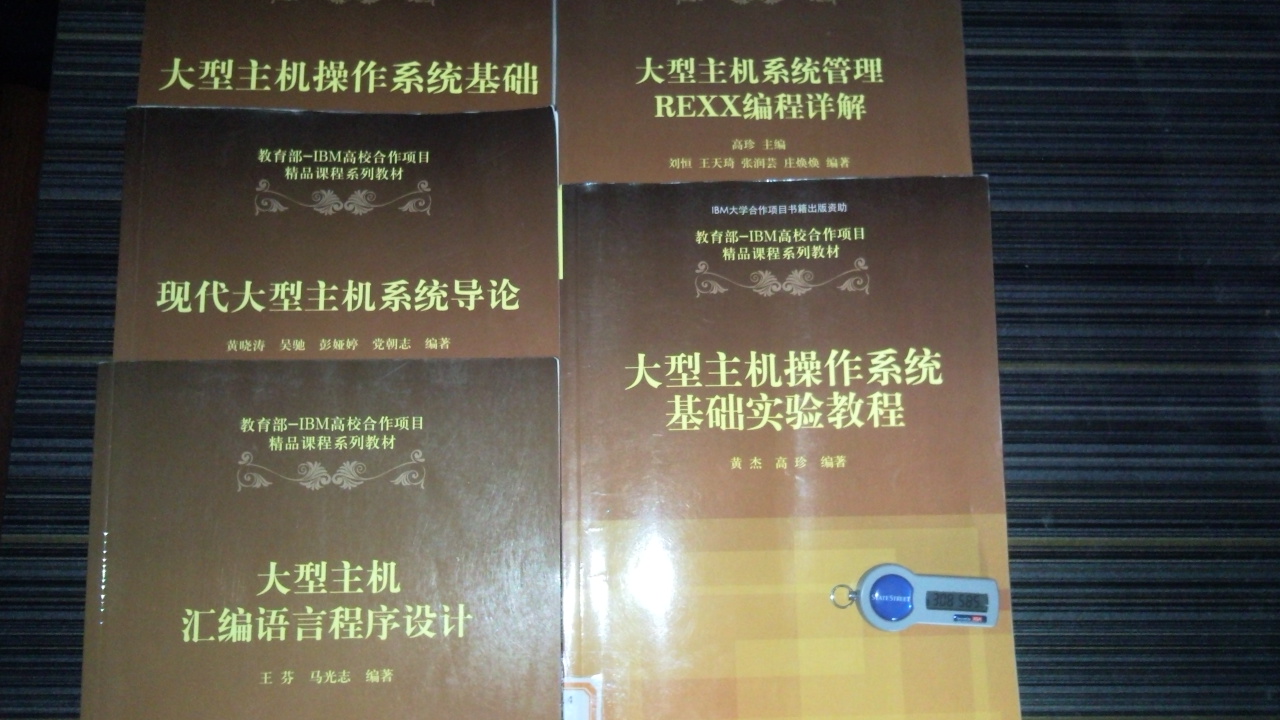 大型主机操作系统基础
大型主机系统管理
REXX编程详解
高珍 主编
刘恒 王天琦 张润芸 庄焕焕 编著
教育部-IBM高校合作项目
精品课程系列教材
现代大型主机系统导论
黄晓涛 吴驰 彭娅婷 党朝志 编著
IBM大学合作项目书籍出版资助
教育部-IBM高校合作项目
精品课程系列教材
大型主机操作系统
基础实验教程
黄杰 高珍 编著
教育部-IBM高校合作项目
精品课程系列教材
大型主机
汇编语言程序设计
王芬 马光志 编著
STATE STREET